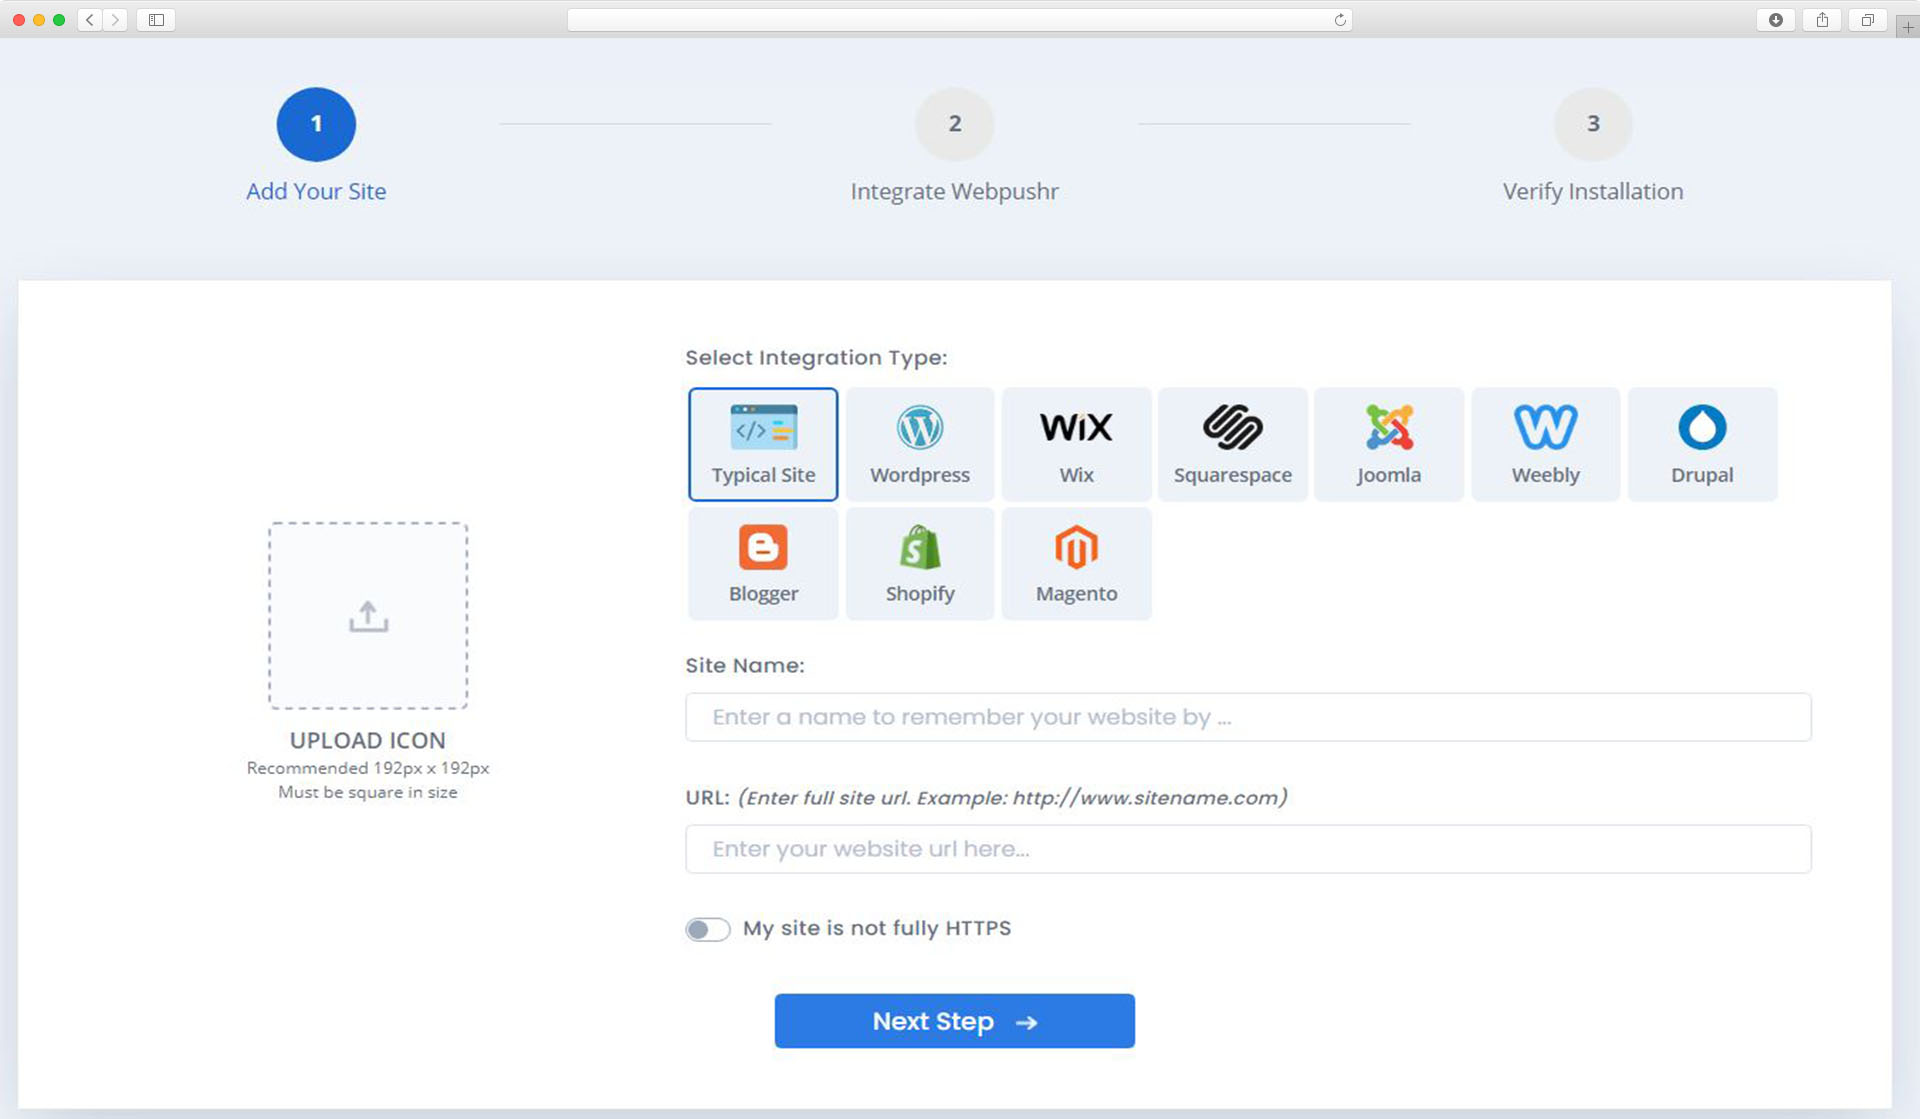 1
2
3
Add Your Site
Integrate Webpushr
Verify Installation
Select Integration Type:
</>
WiX
Typical Site
Wordpress
Wix
Squarespace
Joomla
Weebly
Drupal
Blogger
Shopify
Magento
UPLOAD ICON
Recommended 192px x 192px
Must be square in size
Site Name:
Enter a name to remember your website by ...
URL: (Enter full site url. Example: http://www.sitename.com)
Enter your website url here...
My site is not fully HTTPS
Next Step →